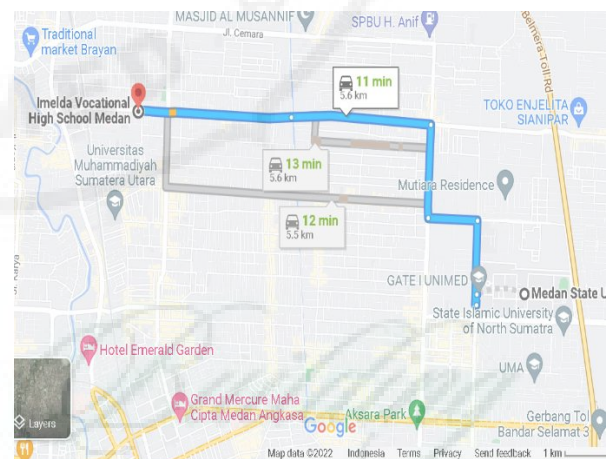 MASJID AL MUSANNIF
Jl. Cemara
SPBU H. Anif
Belmera-Toll Road
Traditional
market Brayan
11 min
5.6 km
Imelda Vocational
High School Medan
TOKO ENJELITA
SIANIPAR
13 min
5.6 km
Universitas
Muhammadiyah
Sumatera Utara
Mutiara Residence
12 min
5.5 km
GATE I UNIMED
Medan State U
State Islamic University
of North Sumatra
Hotel Emerald Garden
UMA
Grand Mercure Maha
Cipta Medan Angkasa
Aksara Park
Gerbang Tol
Bandar Selamat 3
Layers
Google
Map data ©2022 Indonesia Terms Privacy Send feedback 1 km